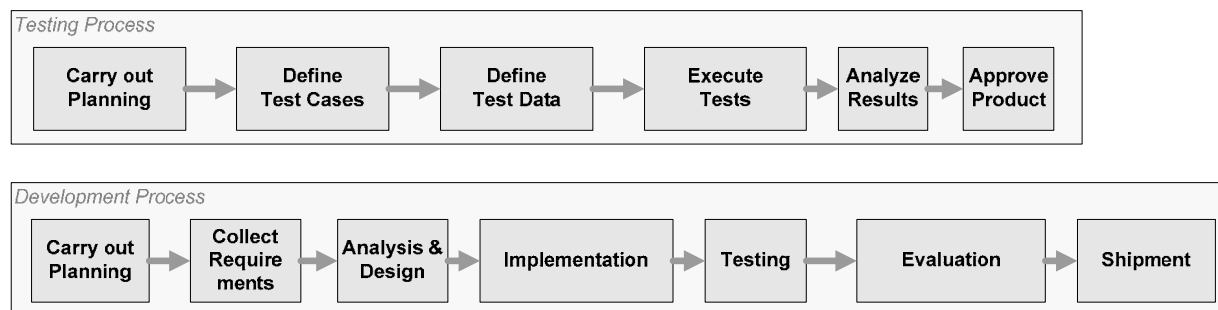 Testing Process
Carry out
Planning
Define
Test Cases
Define
Test Data
Execute
Tests
Analyze
Results
Approve
Product
Development Process
Carry out
Planning
Collect
Require
ments
Analysis &
Design
Implementation
Testing
Evaluation
Shipment